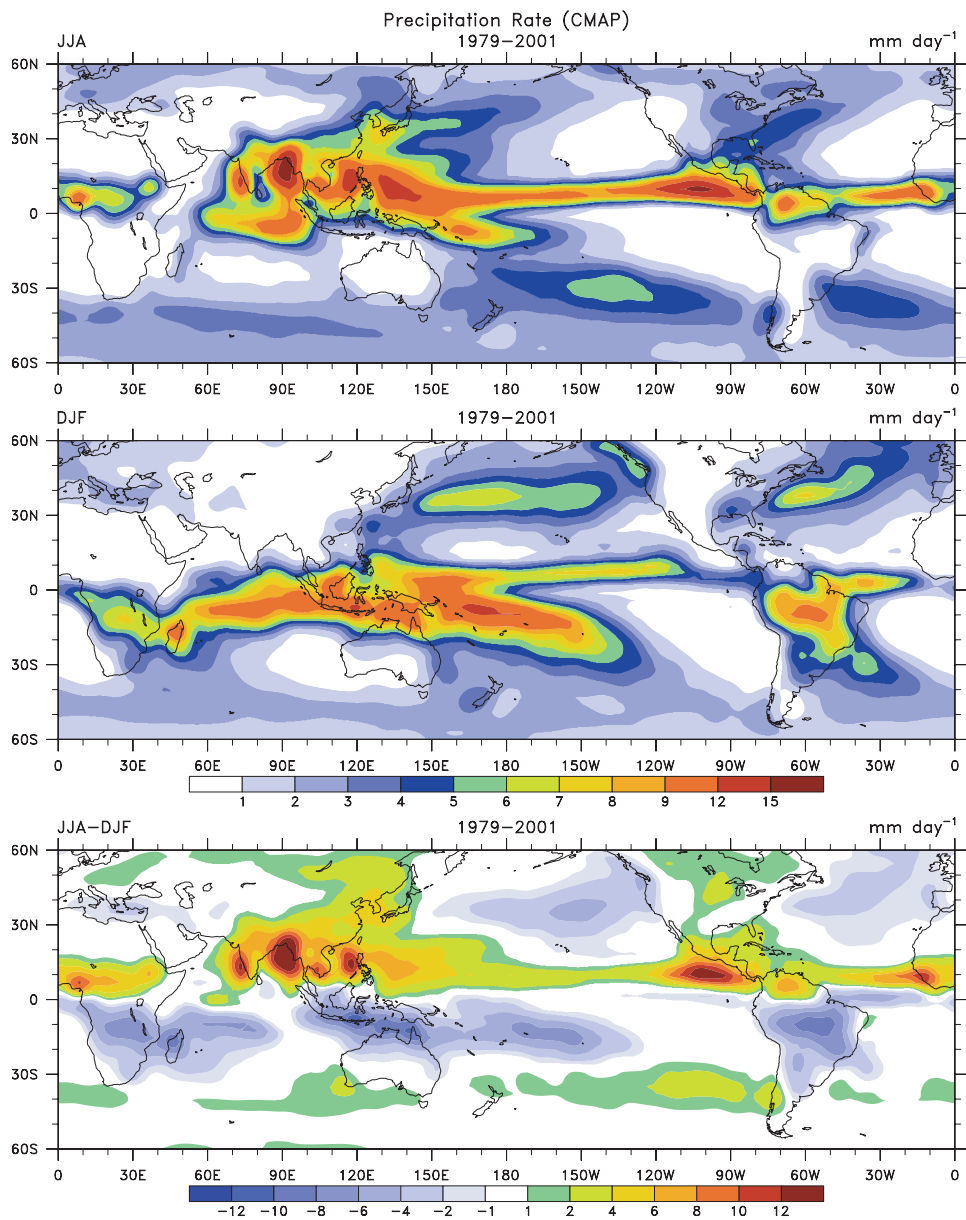 Precipitation Rate (CMAP)
JJA 1979-2001 mm day⁻¹
60N
30N
0
30S
60S
0 30E 60E 90E 120E 150E 180 150W 120W 90W 60W 30W 0
DJF 1979-2001 mm day⁻¹
60N
30N
0
30S
60S
0 30E 60E 90E 120E 150E 180 150W 120W 90W 60W 30W 0
1 2 3 4 5 6 7 8 9 12 15
JJA-DJF 1979-2001 mm day⁻¹
60N
30N
0
30S
60S
0 30E 60E 90E 120E 150E 180 150W 120W 90W 60W 30W 0
-12 -10 -8 -6 -4 -2 -1 1 2 4 6 8 10 12